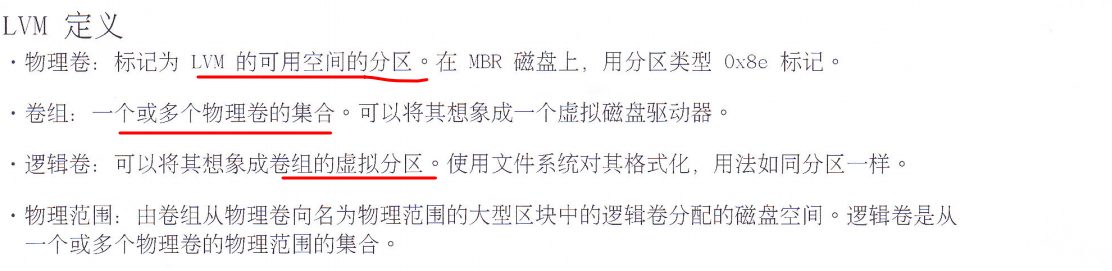 LVM 定义
·物理卷：标记为 LVM 的可用空间的分区。在 MBR 磁盘上，用分区类型 0x8e 标记。
·卷组：一个或多个物理卷的集合。可以将其想象成一个虚拟磁盘驱动器。
·逻辑卷：可以将其想象成卷组的虚拟分区。使用文件系统对其格式化，用法如同分区一样。
·物理范围：由卷组从物理卷向名为物理范围的大型区块中的逻辑卷分配的磁盘空间。逻辑卷是从
一个或多个物理卷的物理范围的集合。